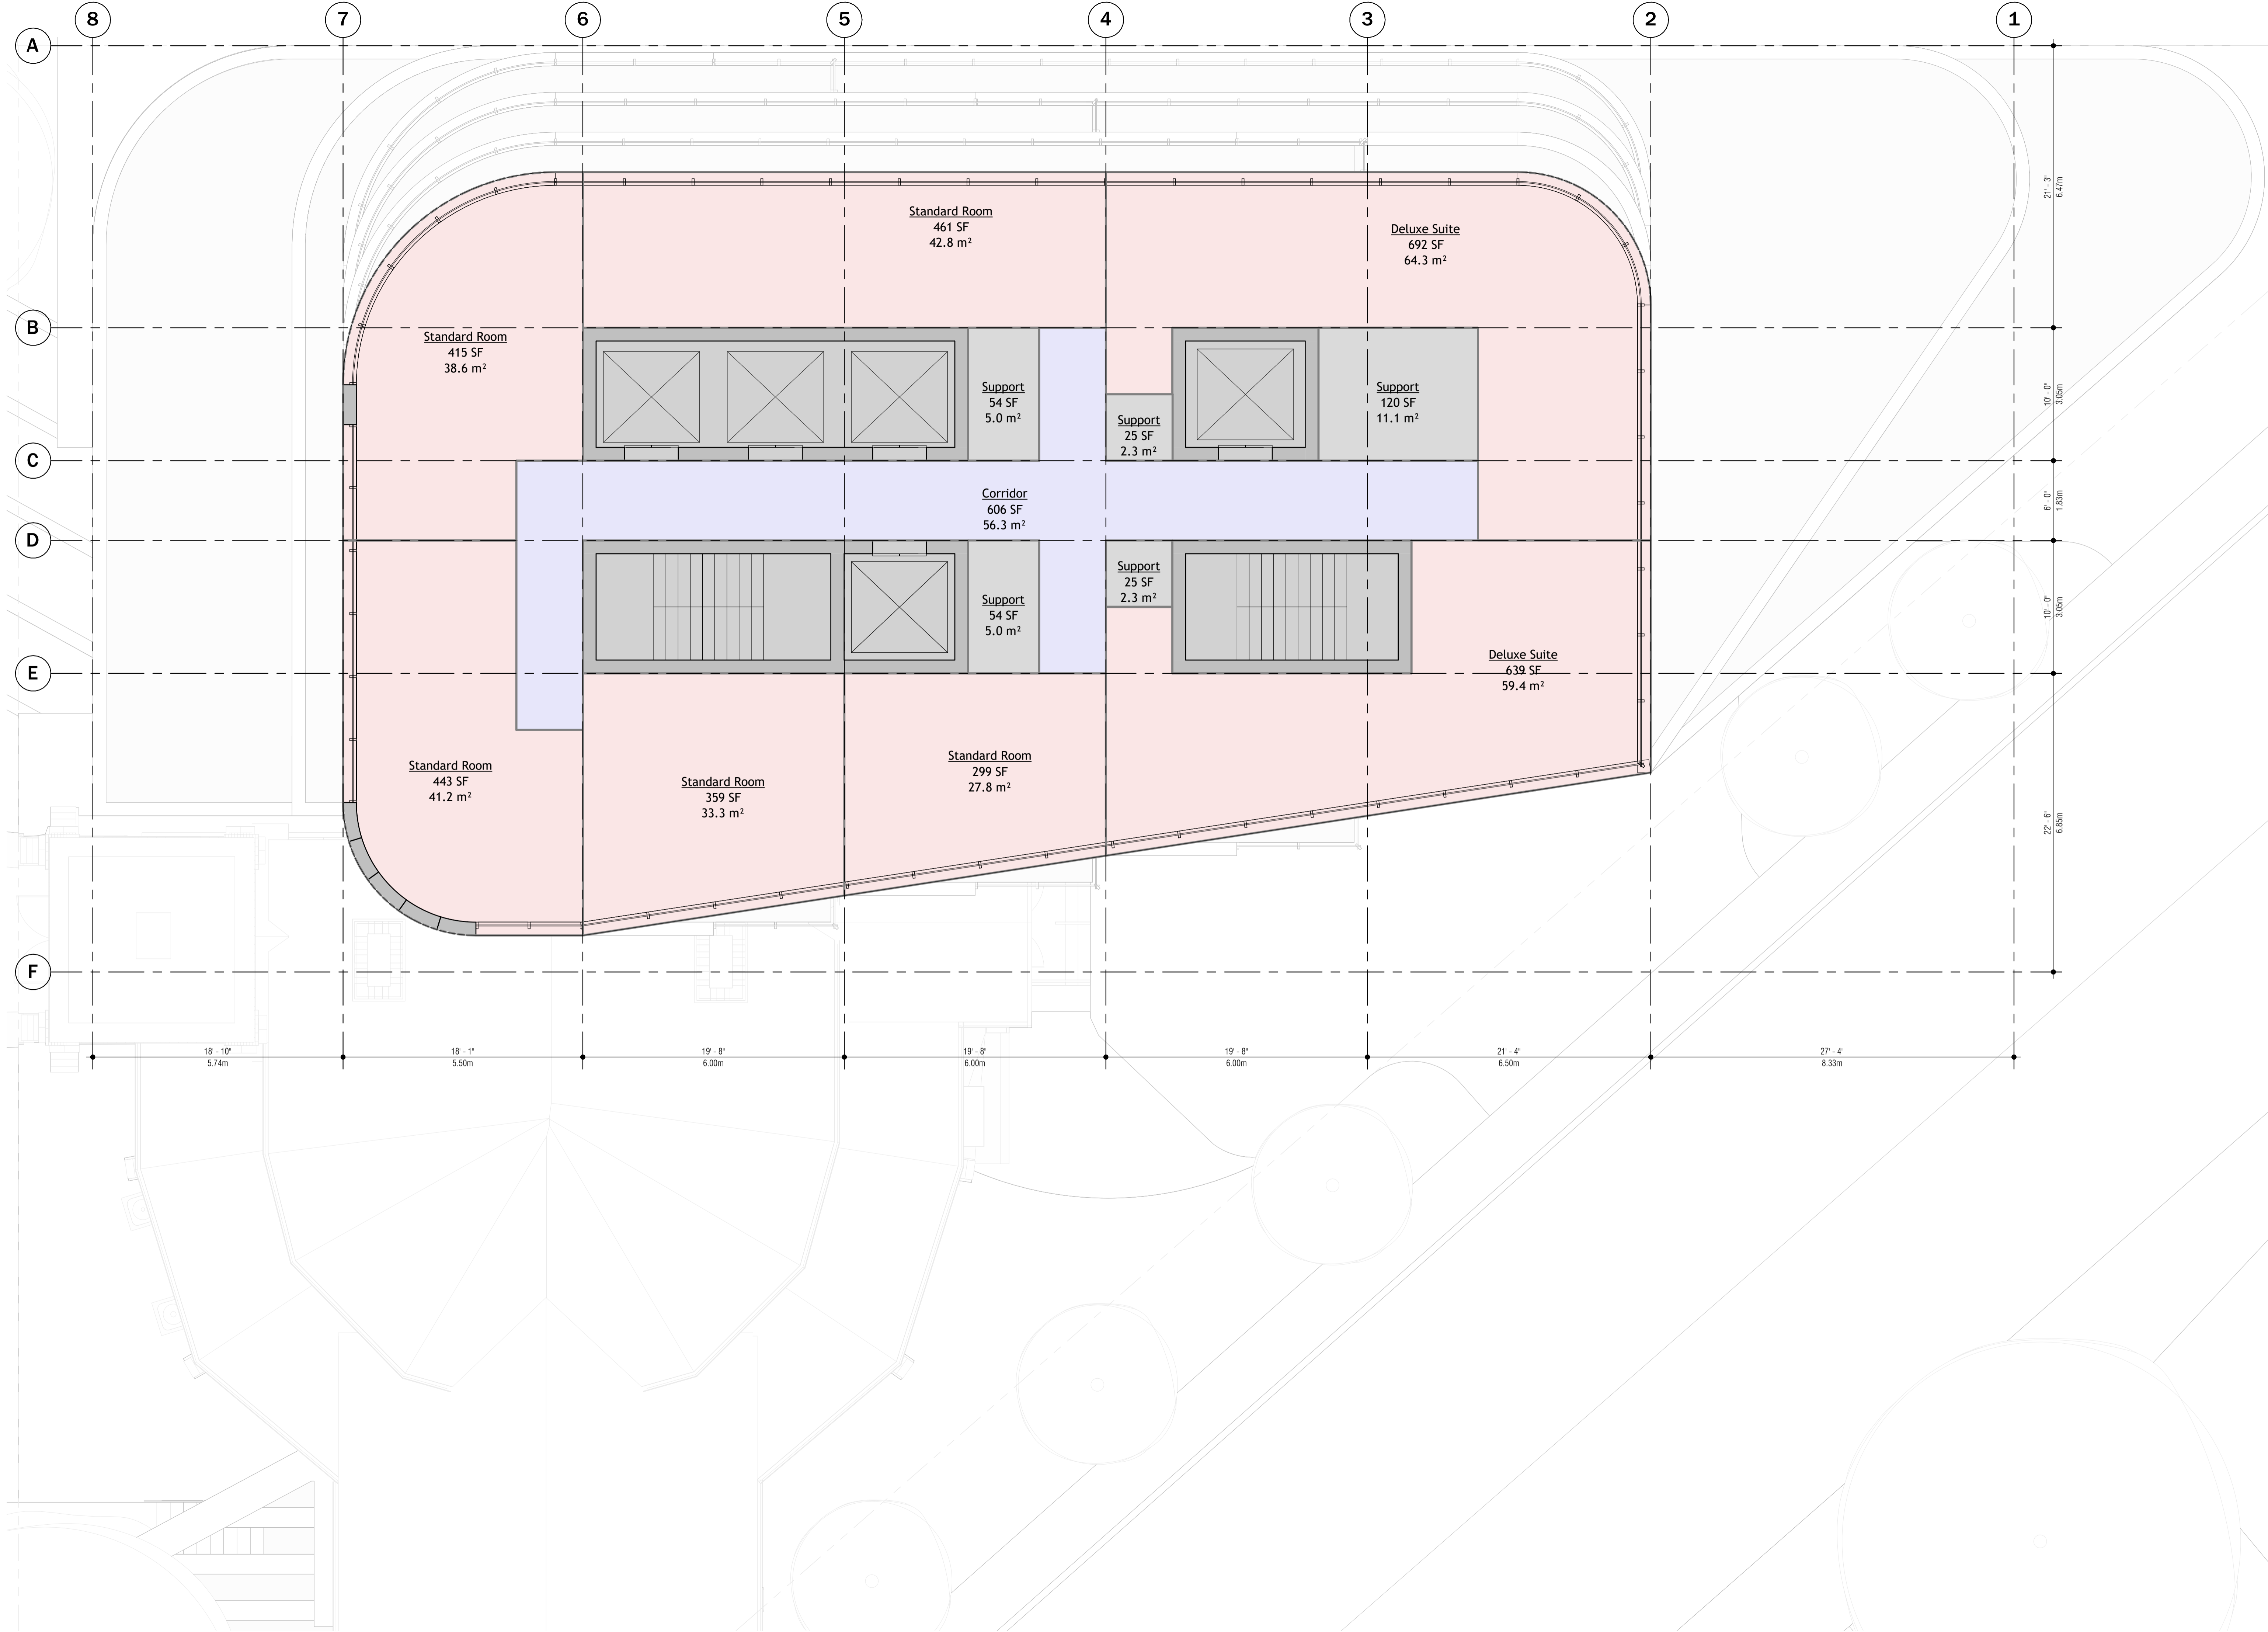 8
7
6
5
4
3
2
1
A
B
C
D
E
F
Standard Room
461 SF
42.8 m²
Deluxe Suite
692 SF
64.3 m²
Standard Room
415 SF
38.6 m²
Support
54 SF
5.0 m²
Support
25 SF
2.3 m²
Support
120 SF
11.1 m²
Corridor
606 SF
56.3 m²
Support
54 SF
5.0 m²
Support
25 SF
2.3 m²
Deluxe Suite
639 SF
59.4 m²
Standard Room
443 SF
41.2 m²
Standard Room
359 SF
33.3 m²
Standard Room
299 SF
27.8 m²
21' - 3"
6.47m
10' - 0"
3.05m
6' - 0"
1.83m
10' - 0"
3.05m
22' - 6"
6.85m
18' - 10"
5.74m
18' - 1"
5.50m
19' - 8"
6.00m
19' - 8"
6.00m
19' - 8"
6.00m
21' - 4"
6.50m
27' - 4"
8.33m